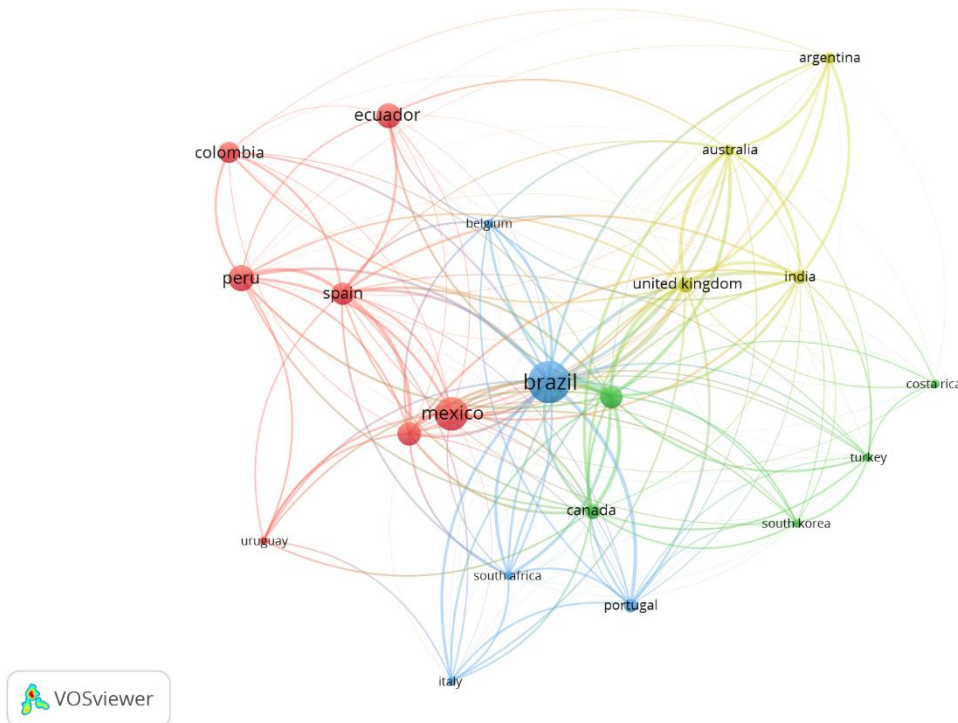 argentina
ecuador
australia
colombia
belgium
peru
spain
united kingdom
india
brazil
costa rica
mexico
turkey
canada
south korea
uruguay
south africa
portugal
italy
VOSviewer